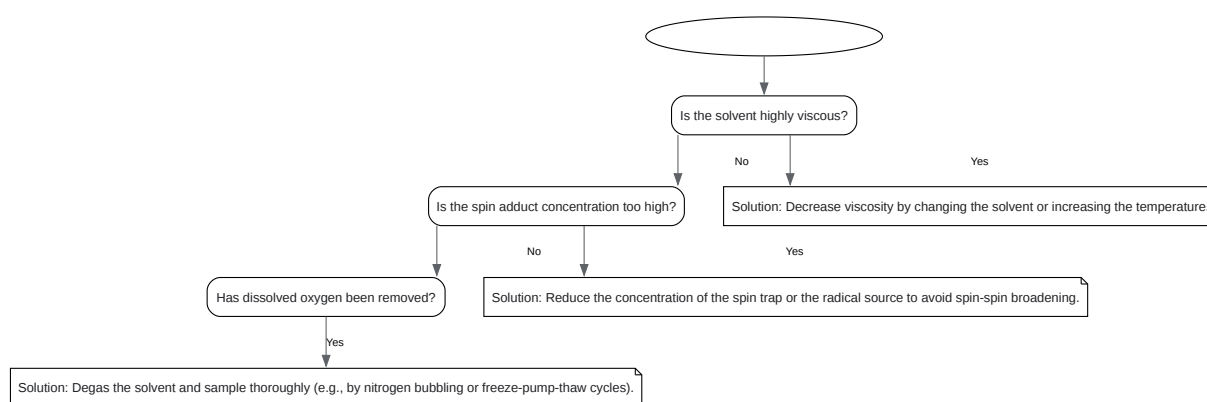 Is the solvent highly viscous?
No
Yes
Is the spin adduct concentration too high?
Solution: Decrease viscosity by changing the solvent or increasing the temperature.
No
Yes
Has dissolved oxygen been removed?
Solution: Reduce the concentration of the spin trap or the radical source to avoid spin-spin broadening.
Yes
Solution: Degas the solvent and sample thoroughly (e.g., by nitrogen bubbling or freeze-pump-thaw cycles).